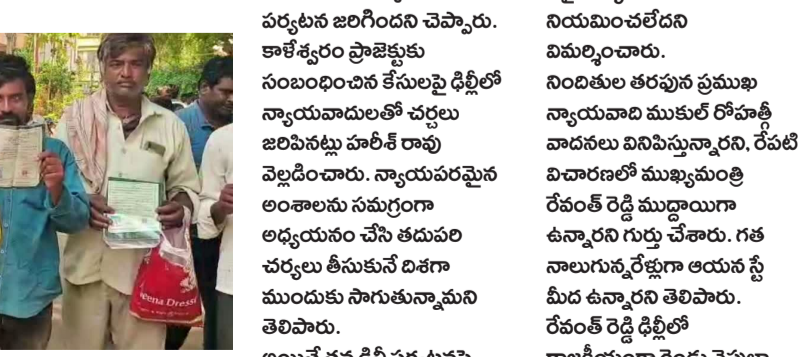 పర్యటన జరిగిందని చెప్పారు.
కాళేశ్వరం ప్రాజెక్టుకు
సంబంధించిన కేసులపై ఢిల్లీలో
న్యాయవాదులతో చర్చలు
జరిపినట్లు హరీశ్ రావు
వెల్లడించారు. న్యాయపరమైన
అంశాలను సమగ్రంగా
అధ్యయనం చేసి తదుపరి
చర్యలు తీసుకునే దిశగా
ముందుకు సాగుతున్నామని
తెలిపారు.
నియమించలేదని
విమర్శించారు.
నిందితుల తరఫున ప్రముఖ
న్యాయవాది ముకుల్ రోహత్గీ
వాదనలు వినిపిస్తున్నారని, రేపటి
విచారణలో ముఖ్యమంత్రి
రేవంత్ రెడ్డి ముద్దాయిగా
ఉన్నారని గుర్తు చేశారు. గత
నాలుగున్నరేళ్లుగా ఆయన స్టే
మీద ఉన్నారని తెలిపారు.
రేవంత్ రెడ్డి ఢిల్లీలో